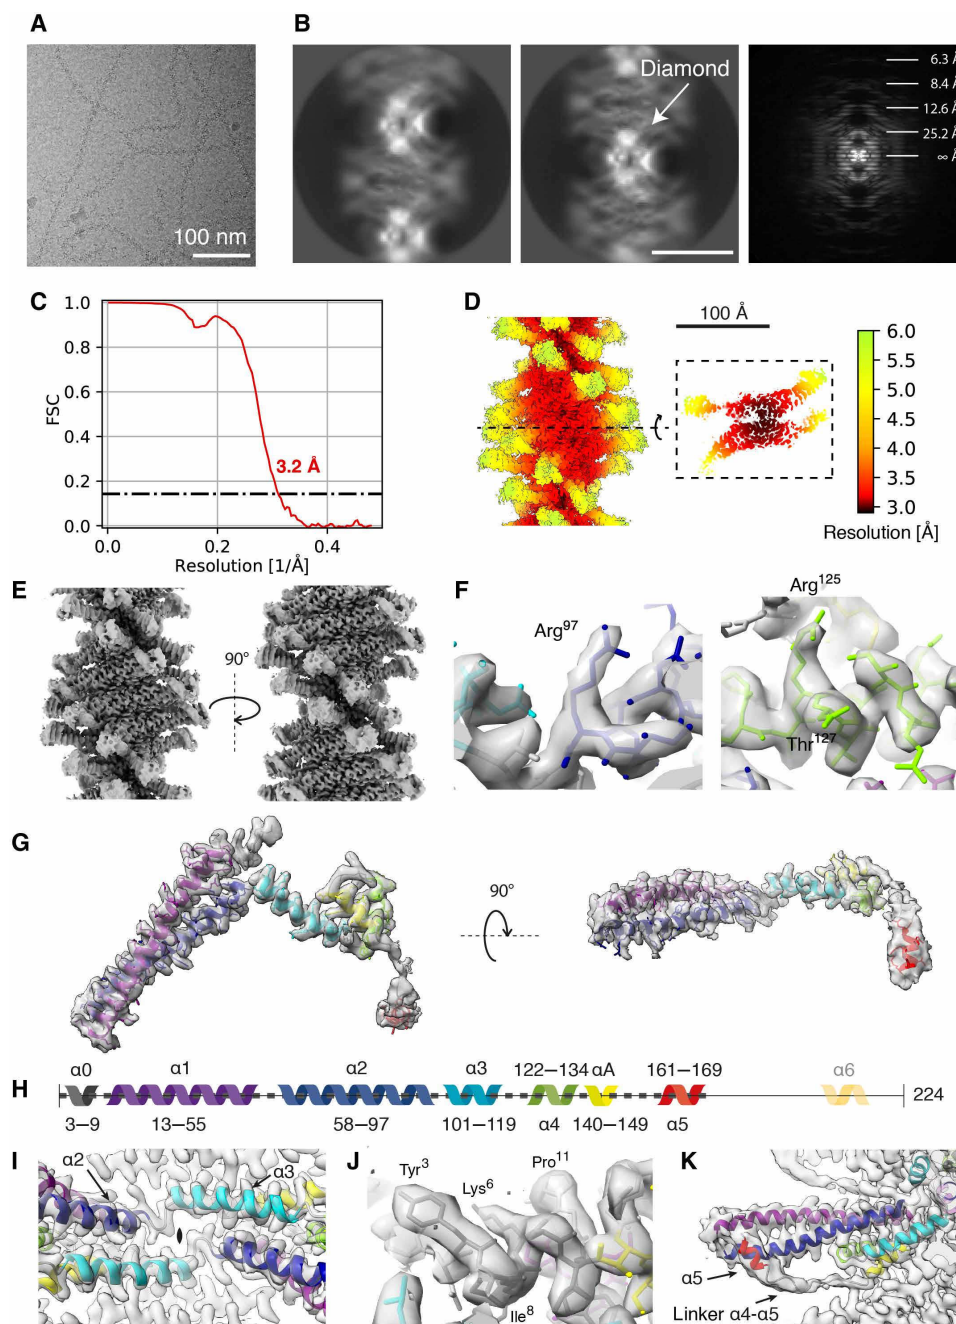 A
100 nm
B
Diamond
6.3 Å
8.4 Å
12.6 Å
25.2 Å
∞ Å
C
1.0
0.8
0.6
0.4
0.2
0.0
FSC
3.2 Å
0.0
0.2
0.4
Resolution [1/Å]
D
100 Å
6.0
5.5
5.0
4.5
4.0
3.5
3.0
Resolution [Å]
E
90°
F
Arg97
Arg125
Thr127
G
90°
H
α0
α1
α2
α3
122–134
αA
161–169
α6
224
3–9
13–55
58–97
101–119
α4
140–149
α5
I
α2
α3
J
Tyr3
Lys6
Pro11
Ile8
K
α5
Linker α4-α5